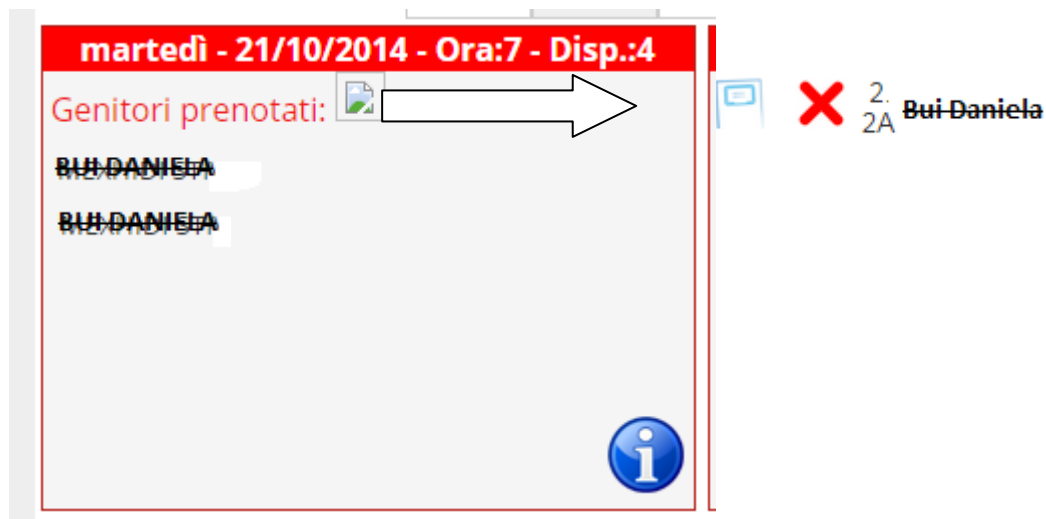 martedì - 21/10/2014 - Ora:7 - Disp.:4
Genitori prenotati:
BUI DANIELA
BUI DANIELA
2.
2A Bui Daniela